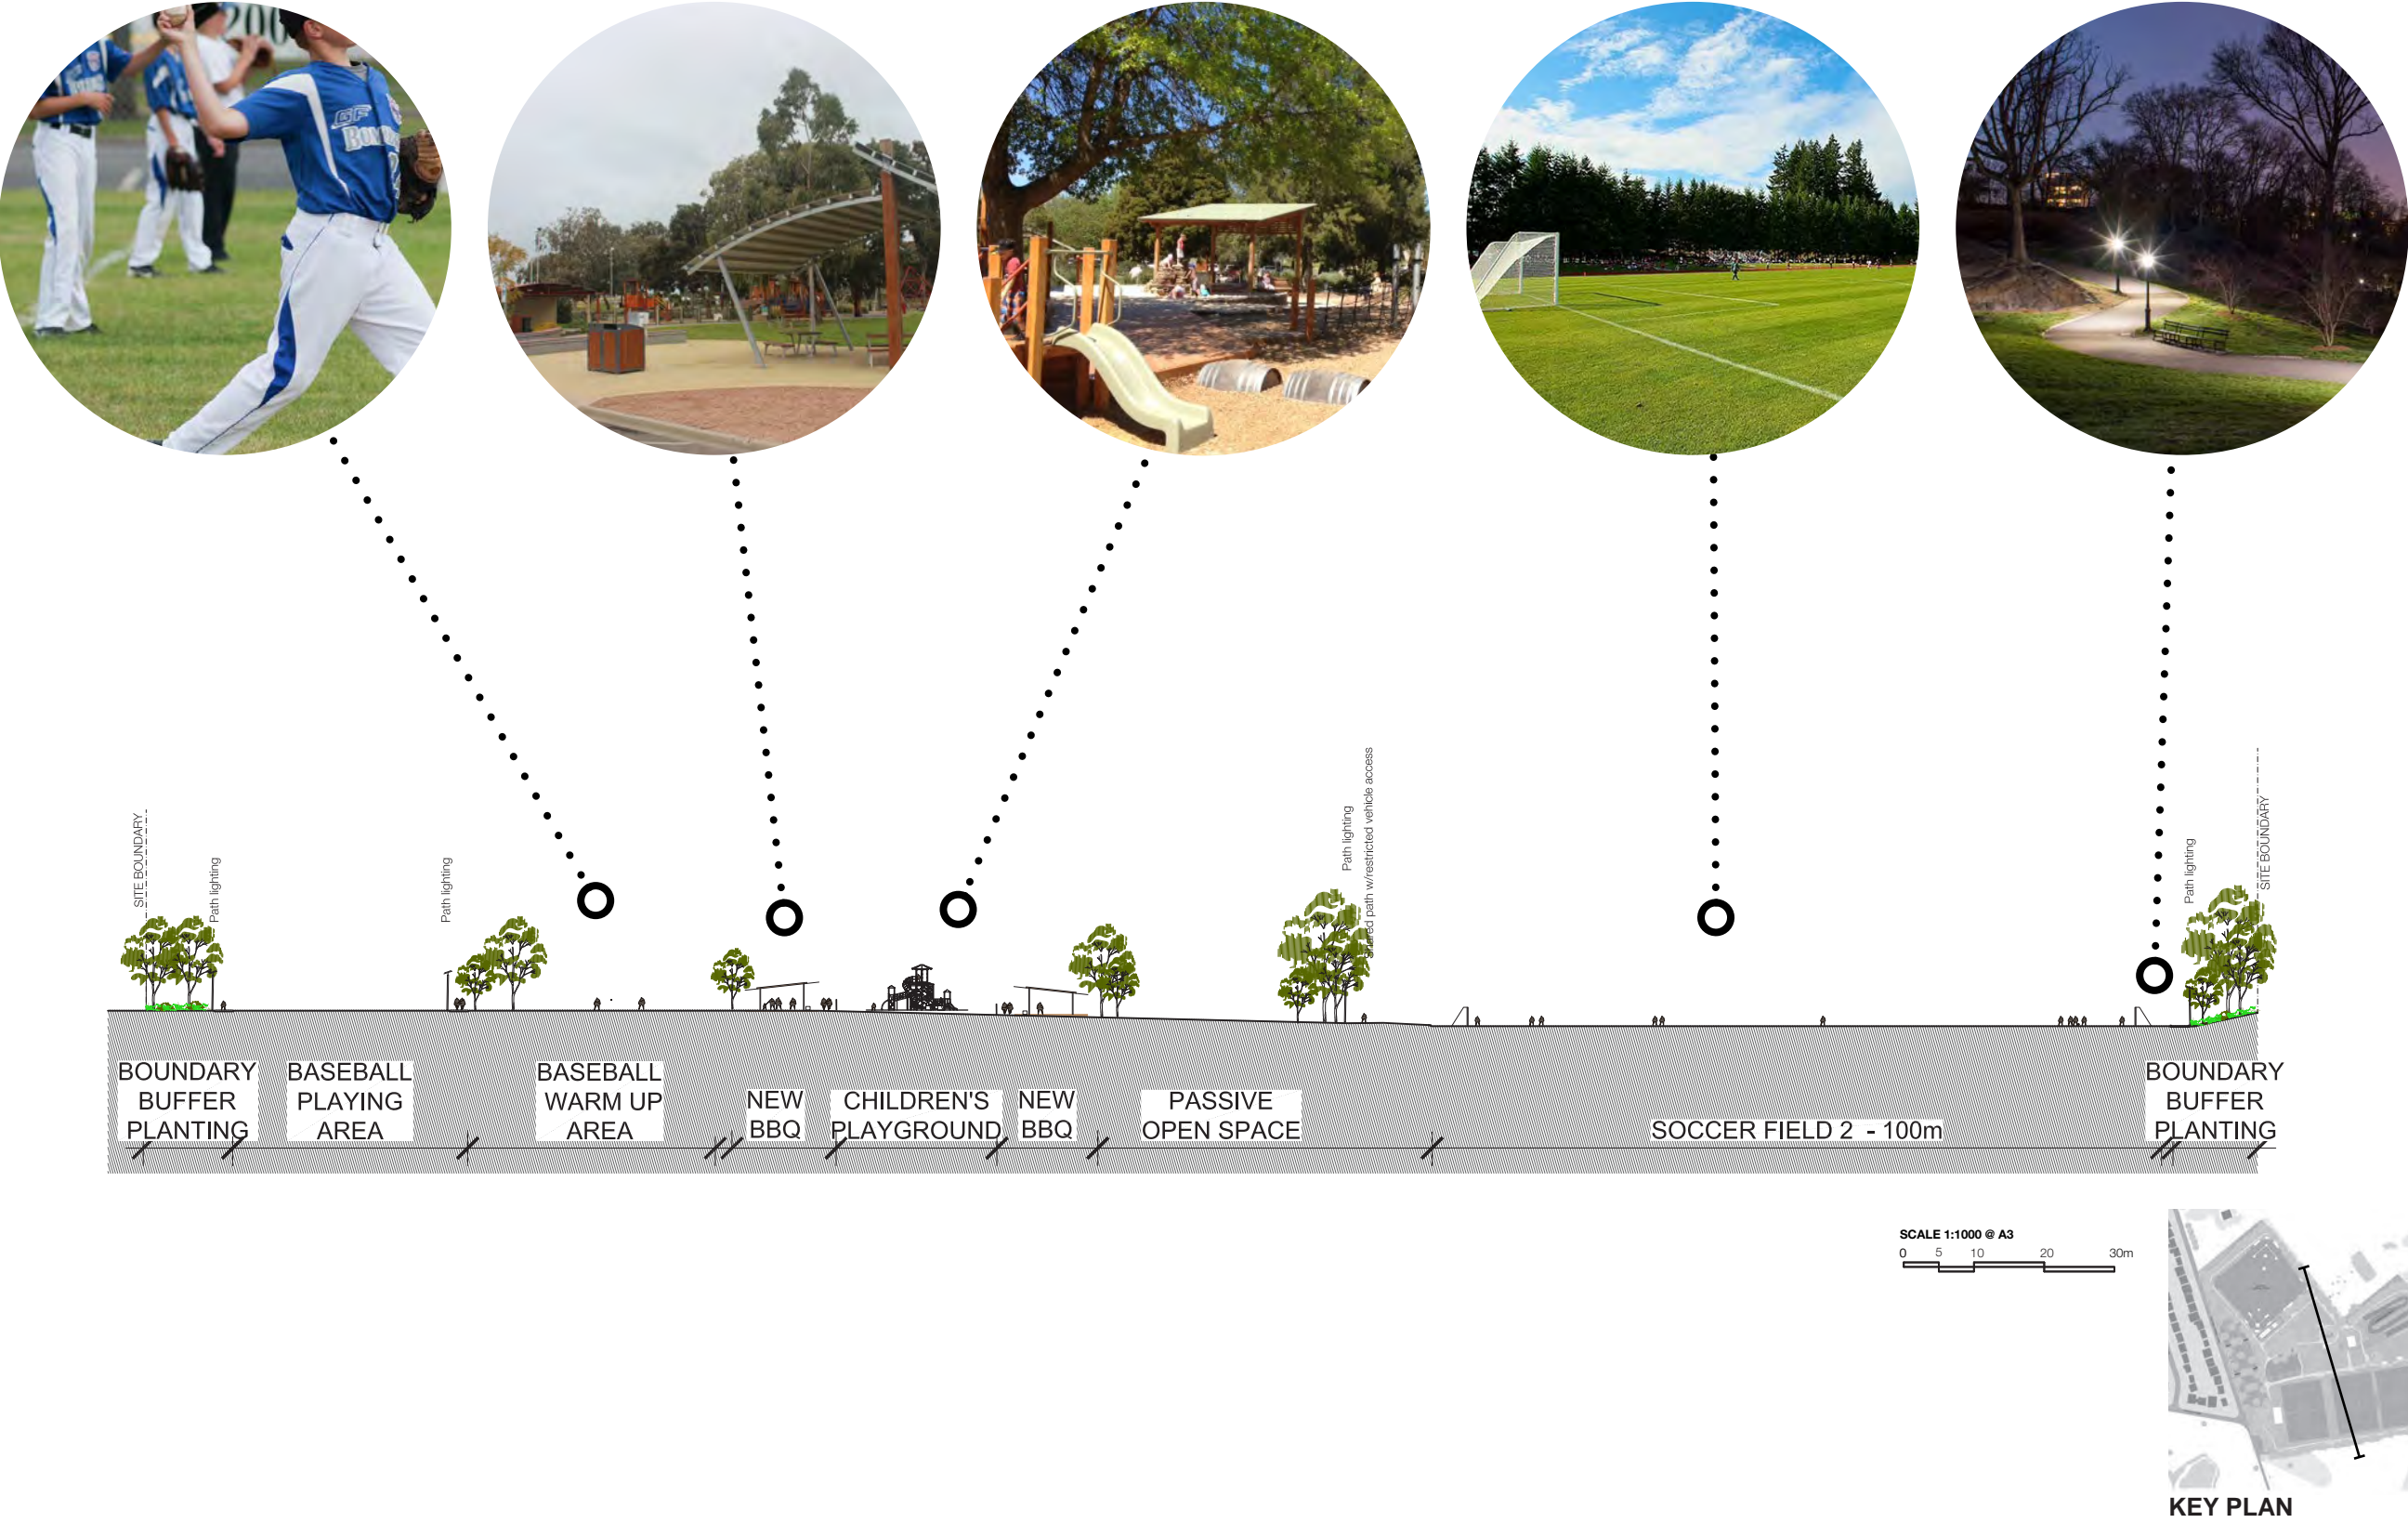 200
GF
SITE BOUNDARY
Path lighting
Path lighting
Path lighting
Shared path w/restricted vehicle access
Path lighting
SITE BOUNDARY
BOUNDARY
BUFFER
PLANTING
BASEBALL
PLAYING
AREA
BASEBALL
WARM UP
AREA
NEW
BBQ
CHILDREN'S
PLAYGROUND
NEW
BBQ
PASSIVE
OPEN SPACE
SOCCER FIELD 2 - 100m
BOUNDARY
BUFFER
PLANTING
SCALE 1:1000 @ A3
0 5 10 20 30m
KEY PLAN